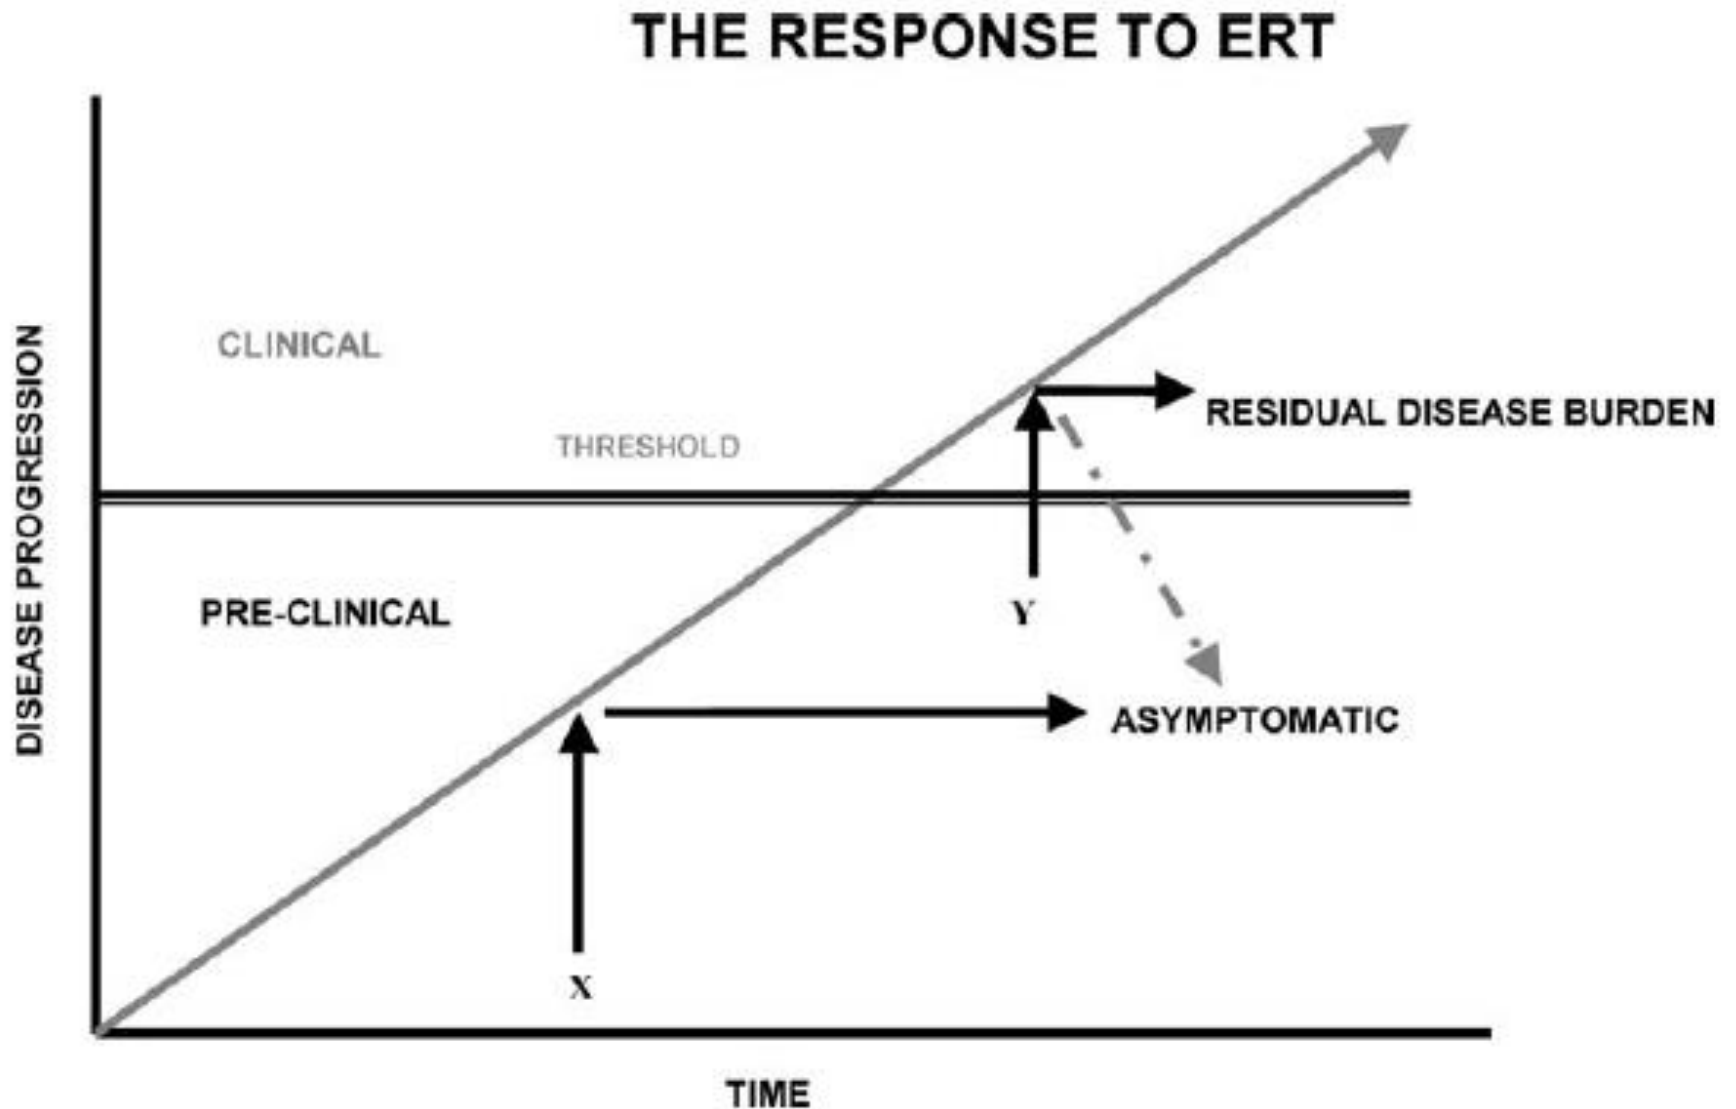 THE RESPONSE TO ERT
CLINICAL
THRESHOLD
RESIDUAL DISEASE BURDEN
DISEASE PROGRESSION
PRE-CLINICAL
Y
ASYMPTOMATIC
X
TIME